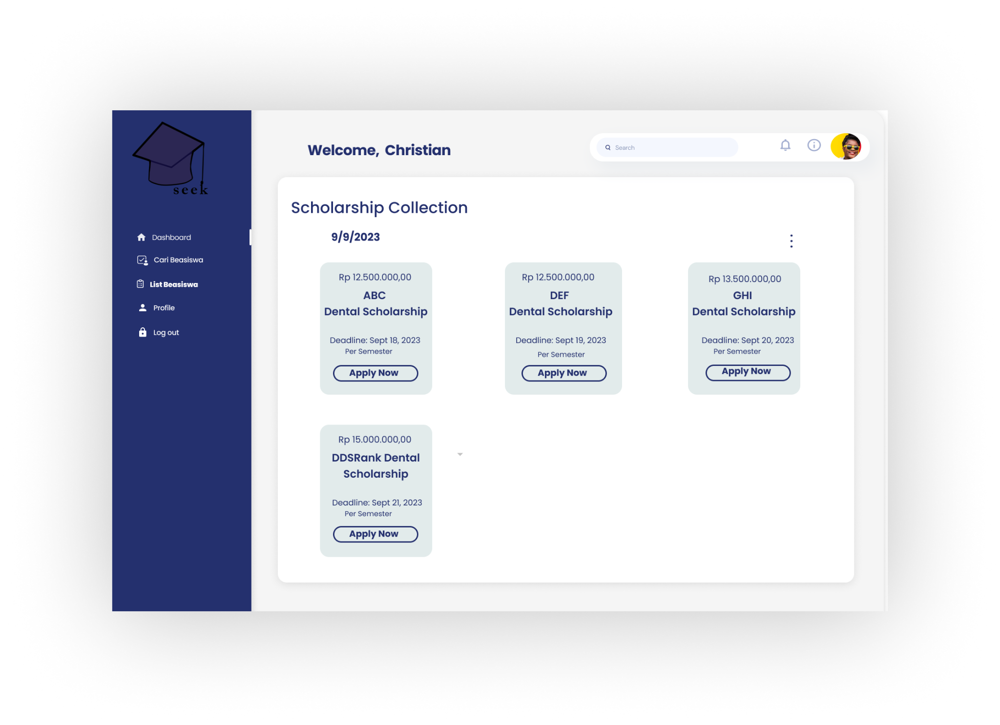 seek
Dashboard
Cari Beasiswa
List Beasiswa
Profile
Log out
Welcome, Christian
Search
Scholarship Collection
9/9/2023
Rp 12.500.000,00
ABC
Dental Scholarship
Deadline: Sept 18, 2023
Per Semester
Apply Now
Rp 12.500.000,00
DEF
Dental Scholarship
Deadline: Sept 19, 2023
Per Semester
Apply Now
Rp 13.500.000,00
GHI
Dental Scholarship
Deadline: Sept 20, 2023
Per Semester
Apply Now
Rp 15.000.000,00
DDSRank Dental
Scholarship
Deadline: Sept 21, 2023
Per Semester
Apply Now